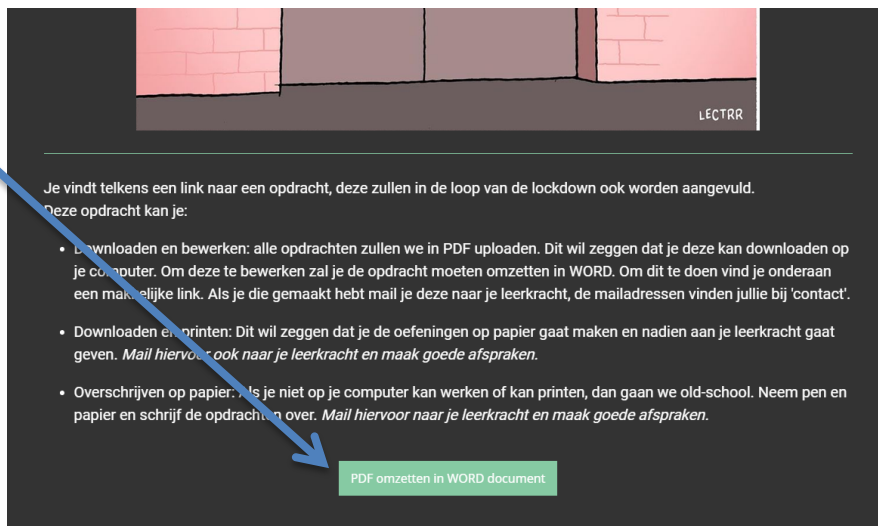 LECTRR
Je vindt telkens een link naar een opdracht, deze zullen in de loop van de lockdown ook worden aangevuld.
Deze opdracht kan je:
• Downloaden en bewerken: alle opdrachten zullen we in PDF uploaden. Dit wil zeggen dat je deze kan downloaden op
je computer. Om deze te bewerken zal je de opdracht moeten omzetten in WORD. Om dit te doen vind je onderaan
een makkelijke link. Als je die gemaakt hebt mail je deze naar je leerkracht, de mailadressen vinden jullie bij 'contact'.
• Downloaden en printen: Dit wil zeggen dat je de oefeningen op papier gaat maken en nadien aan je leerkracht gaat
geven. Mail hiervoor ook naar je leerkracht en maak goede afspraken.
• Overschrijven op papier: Als je niet op je computer kan werken of kan printen, dan gaan we old-school. Neem pen en
papier en schrijf de opdrachten over. Mail hiervoor naar je leerkracht en maak goede afspraken.
PDF omzetten in WORD document